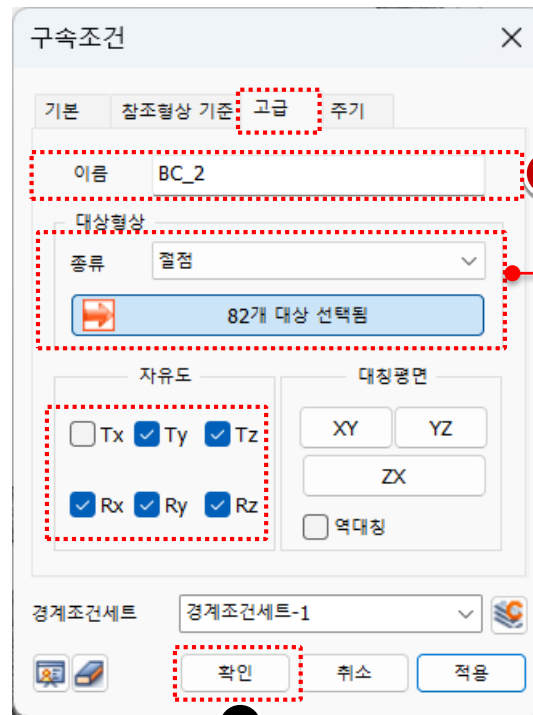 구속조건
기본 참조형상 기준 고급 주기
이름 BC_2
대상형상
종류 절점
82개 대상 선택됨
자유도 대칭평면
Tx Ty Tz XY YZ
ZX
Rx Ry Rz 역대칭
경계조건세트 경계조건세트-1
확인 취소 적용